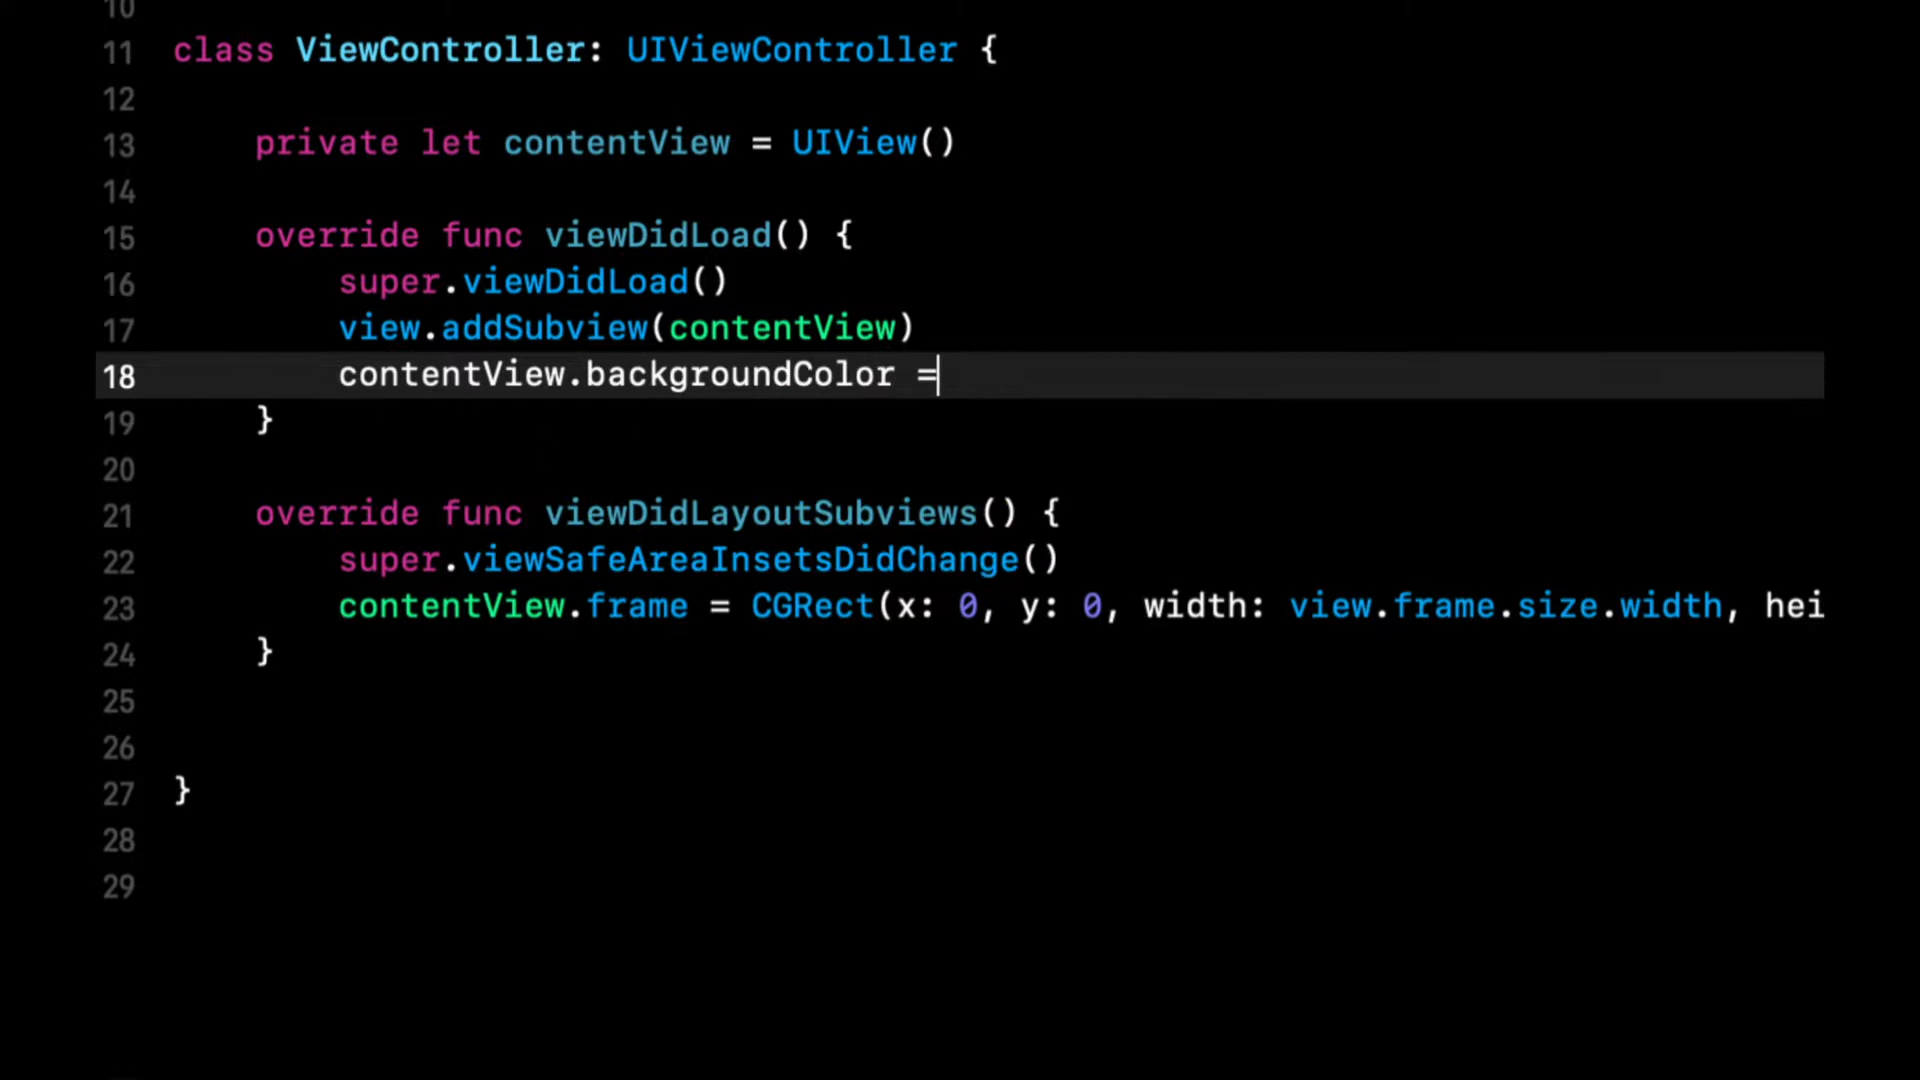 10
11 class ViewController: UIViewController {
12
13 private let contentView = UIView()
14
15 override func viewDidLoad() {
16 super.viewDidLoad()
17 view.addSubview(contentView)
18 contentView.backgroundColor =
19 }
20
21 override func viewDidLayoutSubviews() {
22 super.viewSafeAreaInsetsDidChange()
23 contentView.frame = CGRect(x: 0, y: 0, width: view.frame.size.width, hei
24 }
25
26
27 }
28
29